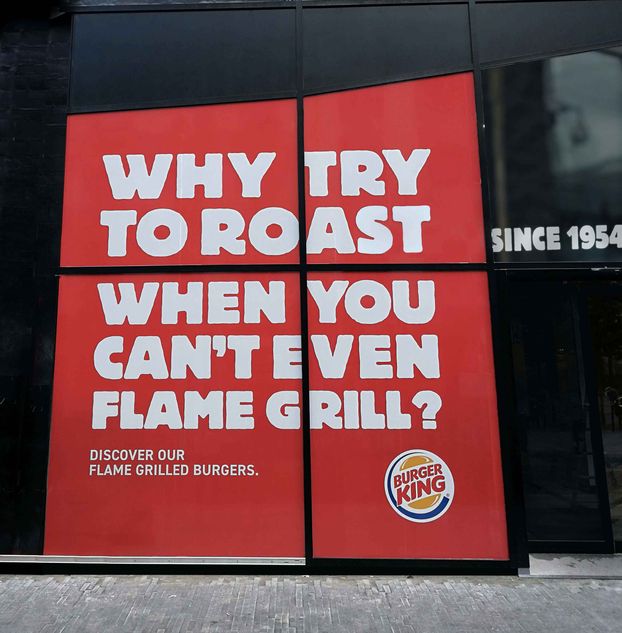 WHY TRY
TO ROAST
WHEN YOU
CAN'T EVEN
FLAME GRILL?
DISCOVER OUR
FLAME GRILLED BURGERS.
BURGER
KING
®
SINCE 1954